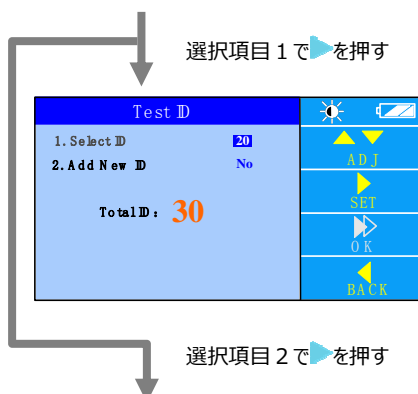 選択項目1で を押す
Test ID
1. Select ID 20
2. Add New ID No
Total ID: 30
ADJ
SET
OK
BACK
選択項目2で を押す